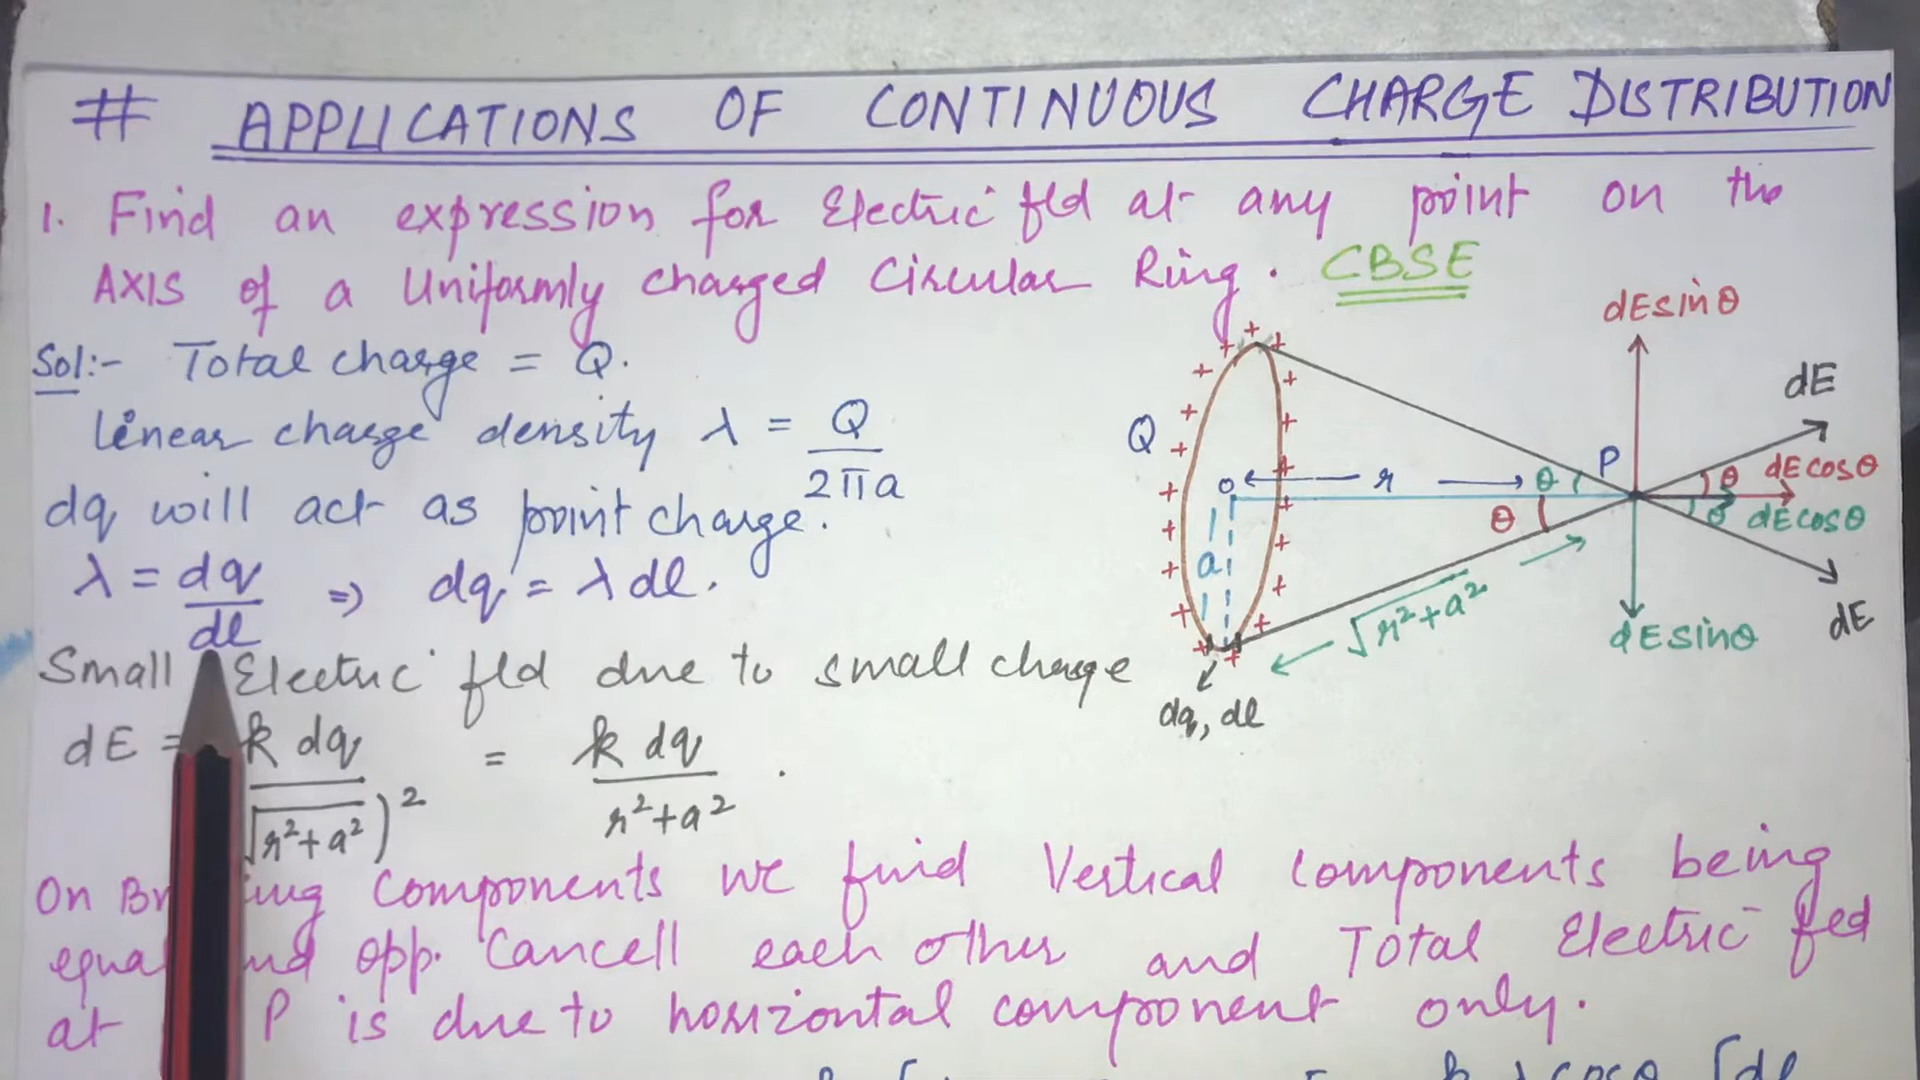 # APPLICATIONS OF CONTINUOUS CHARGE DISTRIBUTION
1. Find an expression for Electric fld at any point on the
AXIS of a Uniformly charged Circular Ring. CBSE
Sol:- Total charge = Q.
linear charge density λ = Q / 2πa
dq will act as point charge.
λ = dq / dl ⇒ dq = λ dl.
Small Electric fld due to small charge
dE = k dq / √r²+a²)² = k dq / r²+a² .
On components we find Vertical components being
opp. Cancell each other and Total Electric fed
at P is due to horizontal component only.
dE sinθ
dE
Q
P
θ
θ
dE cosθ
o
r
θ
θ
dE cosθ
a
√r²+a²
dE sinθ
dE
dq, dl
cosθ ∫dl